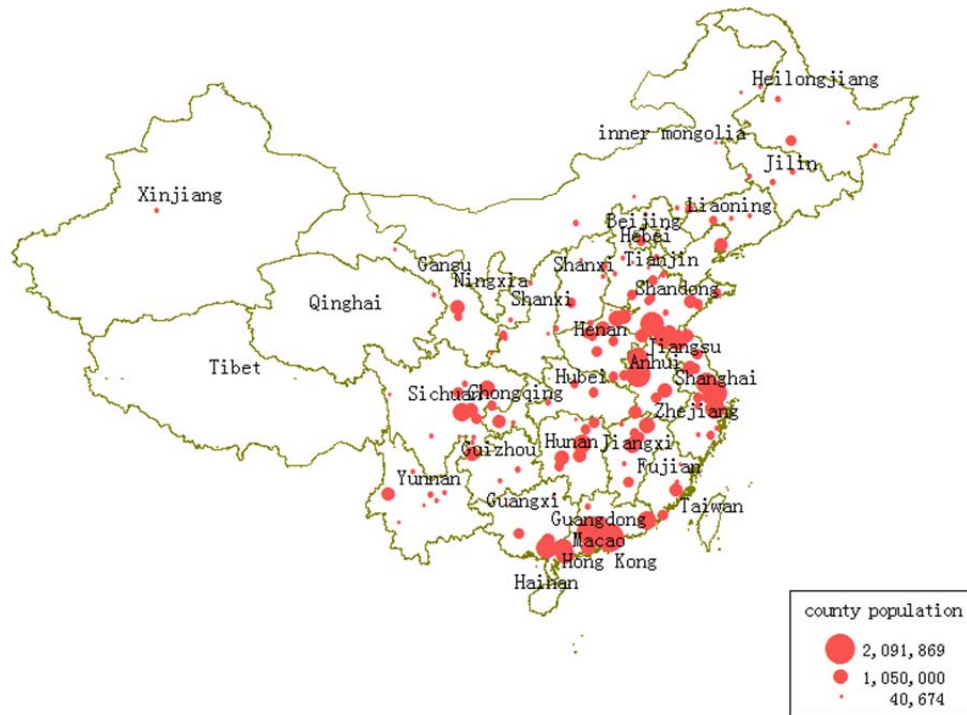 Heilongjiang
inner mongolia
Jilin
Xinjiang
Liaoning
Beijing
Hebei
Gansu
Shanxi
Tianjin
Ningxia
Shandong
Qinghai
Shanxi
Henan
Jiangsu
Tibet
Anhui
Hubei
Shanghai
Sichuan
Chongqing
Zhejiang
Hunan
Jiangxi
Guizhou
Fujian
Yunnan
Guangxi
Taiwan
Guangdong
Macao
Hong Kong
Hainan
county population
2,091,869
1,050,000
40,674